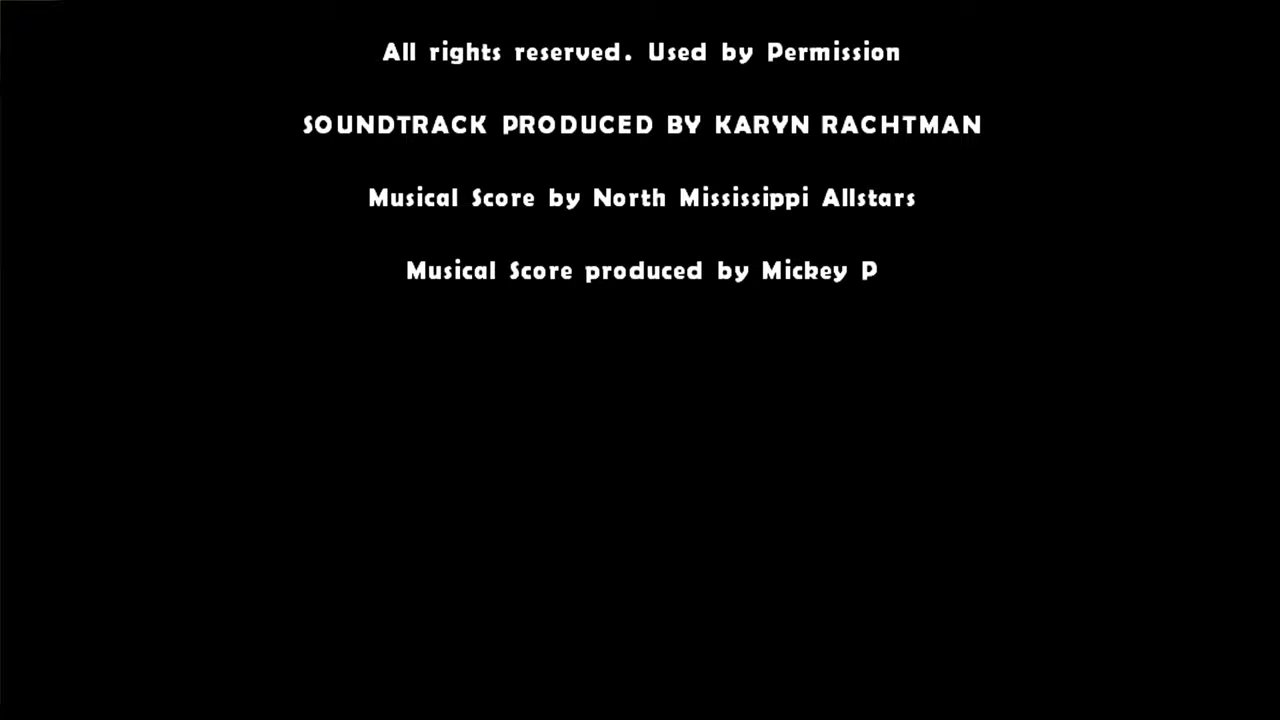 All rights reserved. Used by Permission
SOUNDTRACK PRODUCED BY KARYN RACHTMAN
Musical Score by North Mississippi Allstars
Musical Score produced by Mickey P